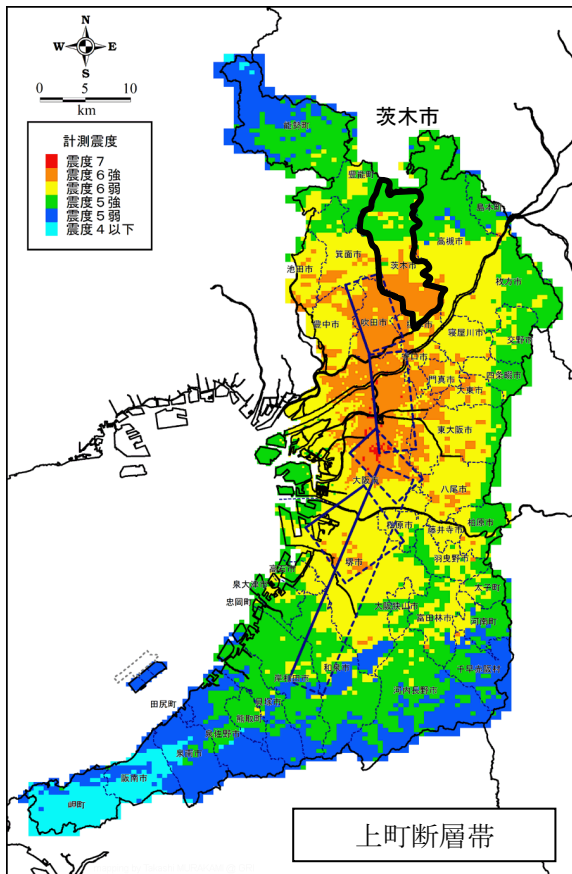 N
W E
S
0 5 10
km
計測震度
震度7
震度6強
震度6弱
震度5強
震度5弱
震度4以下
茨木市
能勢町
豊能町
島本町
高槻市
箕面市
茨木市
池田市
枚方市
豊中市
吹田市
寝屋川市
交野市
守口市
門真市
四条畷市
大東市
東大阪市
大阪市
八尾市
松原市
藤井寺市
柏原市
羽曳野市
堺市
高石市
泉大津市
太子町
忠岡町
大阪狭山市
富田林市
河南町
千早赤阪村
和泉市
岸和田市
河内長野市
貝塚市
田尻町
熊取町
泉佐野市
泉南市
阪南市
岬町
上町断層帯